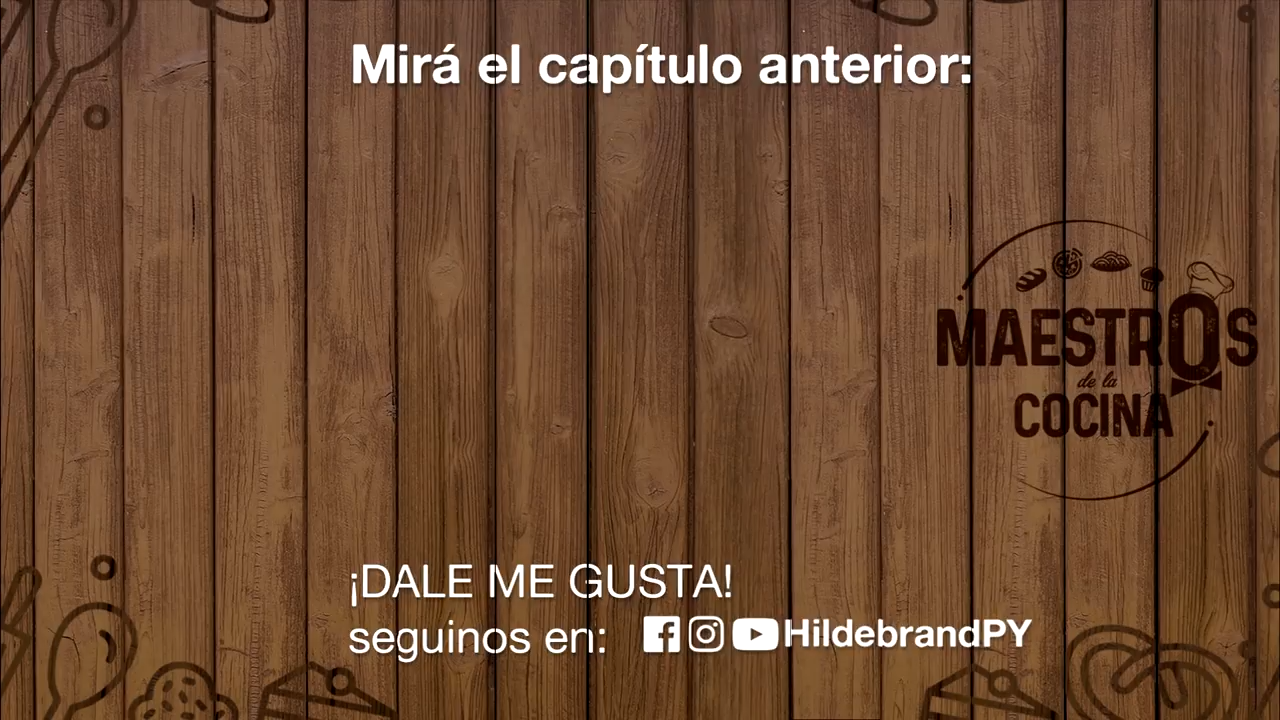 Mirá el capítulo anterior:
MAESTROS
de la
COCINA
¡DALE ME GUSTA!
seguinos en: HildebrandPY